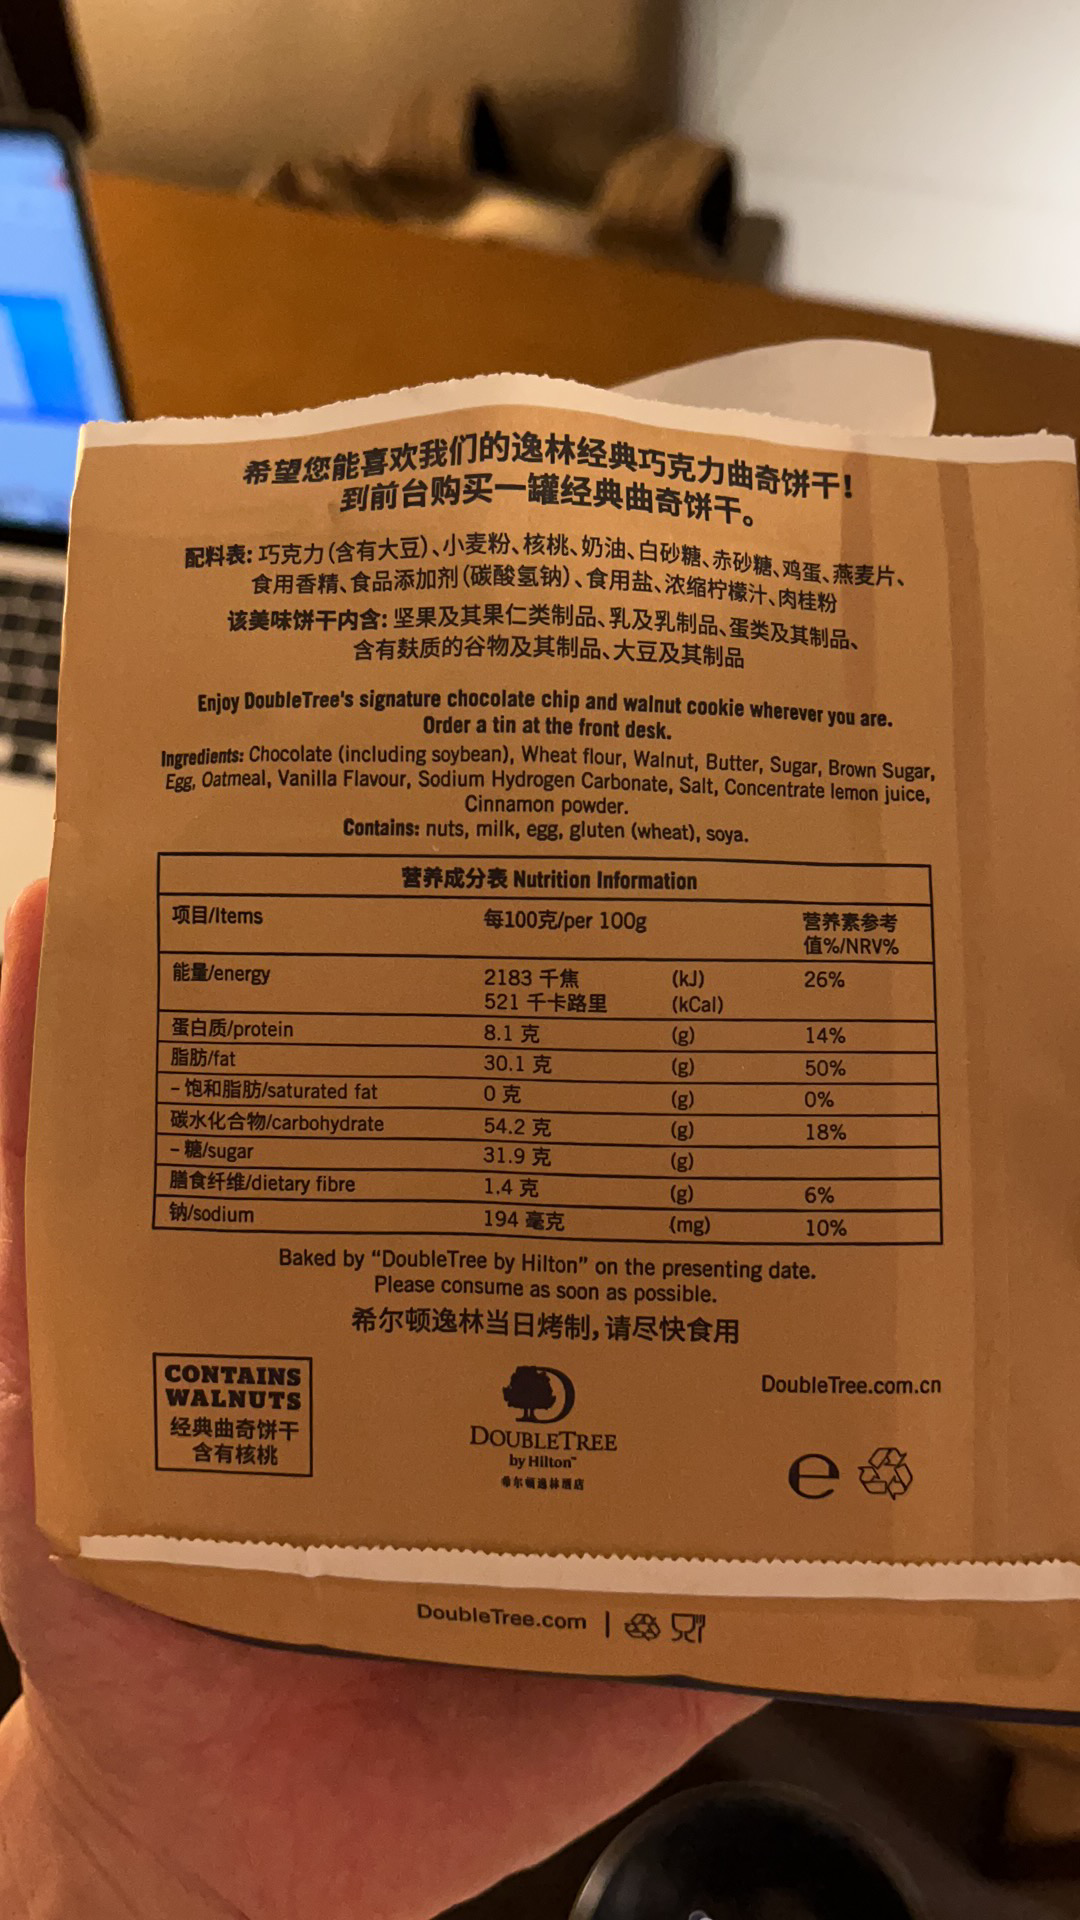 希望您能喜欢我们的逸林经典巧克力曲奇饼干!
到前台购买一罐经典曲奇饼干。
配料表: 巧克力(含有大豆)、小麦粉、核桃、奶油、白砂糖、赤砂糖、鸡蛋、燕麦片、
食用香精、食品添加剂(碳酸氢钠)、食用盐、浓缩柠檬汁、肉桂粉
该美味饼干内含: 坚果及其果仁类制品、乳及乳制品、蛋类及其制品、
含有麸质的谷物及其制品、大豆及其制品
Enjoy DoubleTree's signature chocolate chip and walnut cookie wherever you are.
Order a tin at the front desk.
Ingredients: Chocolate (including soybean), Wheat flour, Walnut, Butter, Sugar, Brown Sugar,
Egg, Oatmeal, Vanilla Flavour, Sodium Hydrogen Carbonate, Salt, Concentrate lemon juice,
Cinnamon powder.
Contains: nuts, milk, egg, gluten (wheat), soya.
营养成分表 Nutrition Information
项目/Items 每100克/per 100g 营养素参考
值%/NRV%
能量/energy 2183 千焦 (kJ) 26%
521 千卡路里 (kCal)
蛋白质/protein 8.1 克 (g) 14%
脂肪/fat 30.1 克 (g) 50%
- 饱和脂肪/saturated fat 0 克 (g) 0%
碳水化合物/carbohydrate 54.2 克 (g) 18%
- 糖/sugar 31.9 克 (g)
膳食纤维/dietary fibre 1.4 克 (g) 6%
钠/sodium 194 毫克 (mg) 10%
Baked by “DoubleTree by Hilton” on the presenting date.
Please consume as soon as possible.
希尔顿逸林当日烤制, 请尽快食用
CONTAINS
WALNUTS
经典曲奇饼干
含有核桃
D
DOUBLETREE
by Hilton™
希尔顿逸林酒店
DoubleTree.com.cn
e
DoubleTree.com |